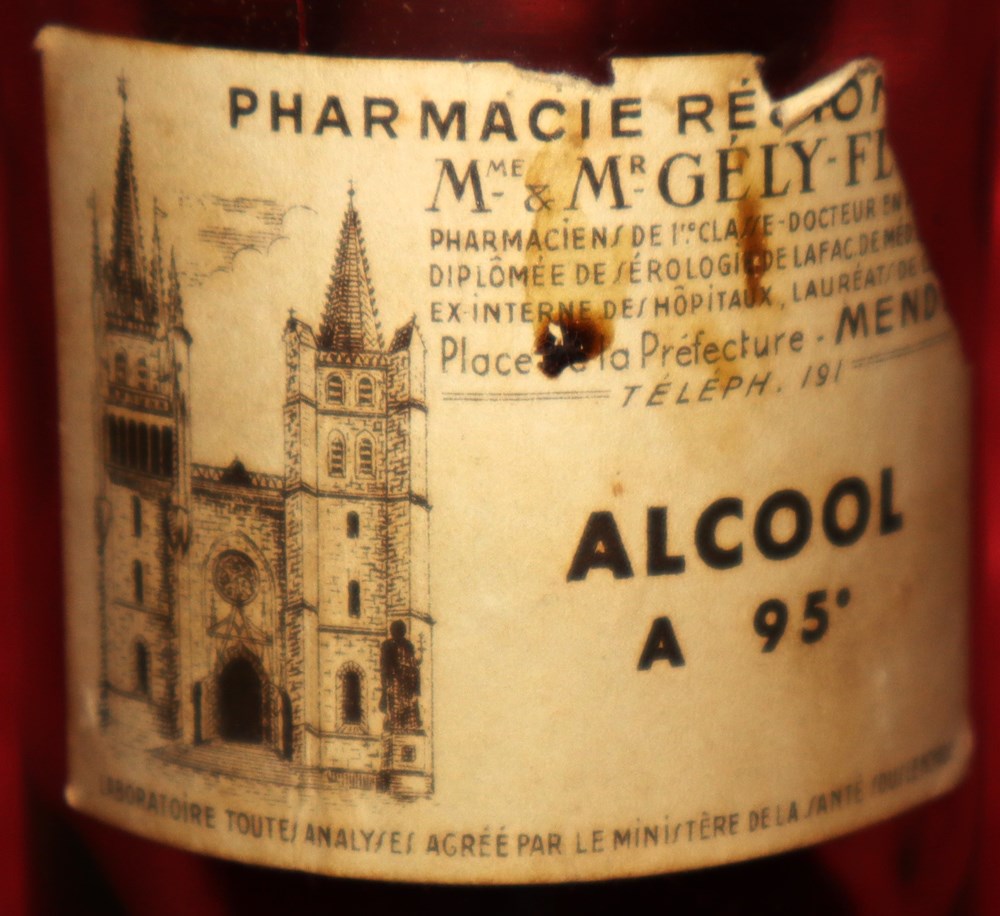 PHARMACIE RÉGION
Mme & Mr GÉLY-FL
PHARMACIENS DE 1re CLASSE-DOCTEUR EN
DIPLÔMÉE DE SÉROLOGIE DE LA FAC. DE MÉD
EX-INTERNE DES HÔPITAUX, LAURÉATS DE
Place de la Préfecture - MEND
TÉLÉPH. 191
ALCOOL
A 95°
LABORATOIRE TOUTES ANALYSES AGRÉÉ PAR LE MINISTÈRE DE LA SANTÉ